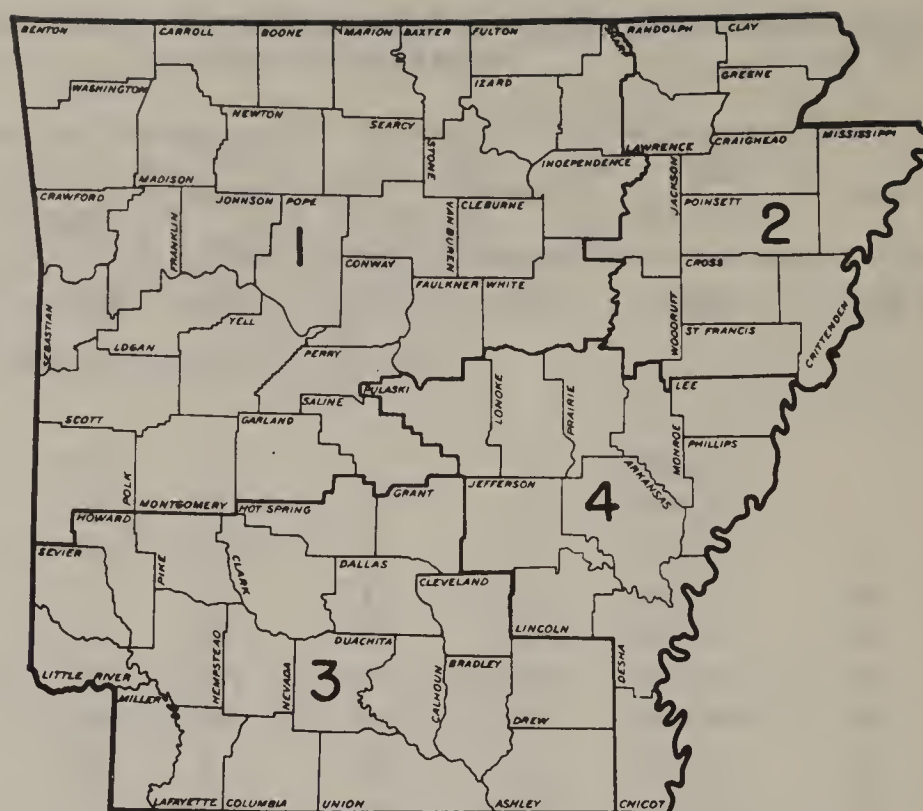 BENTON
CARROLL
BOONE
MARION
BAXTER
FULTON
SHARP
RANDOLPH
CLAY
WASHINGTON
IZARD
GREENE
NEWTON
SEARCY
STONE
INDEPENDENCE
LAWRENCE
CRAIGHEAD
MISSISSIPPI
MADISON
CRAWFORD
FRANKLIN
JOHNSON
POPE
VAN BUREN
CLEBURNE
JACKSON
POINSETT
1
2
CONWAY
FAULKNER
WHITE
CROSS
CRITTENDEN
SEBASTIAN
LOGAN
YELL
PERRY
WOODRUFF
ST FRANCIS
PULASKI
SALINE
LONOKE
PRAIRIE
LEE
SCOTT
GARLAND
MONROE
PHILLIPS
POLK
MONTGOMERY
HOT SPRING
GRANT
JEFFERSON
ARKANSAS
4
HOWARD
SEVIER
PIKE
CLARK
DALLAS
CLEVELAND
LINCOLN
DESHA
OUACHITA
BRADLEY
LITTLE RIVER
HEMPSTEAD
NEVADA
3
CALHOUN
MILLER
DREW
LAFAYETTE
COLUMBIA
UNION
ASHLEY
CHICOT